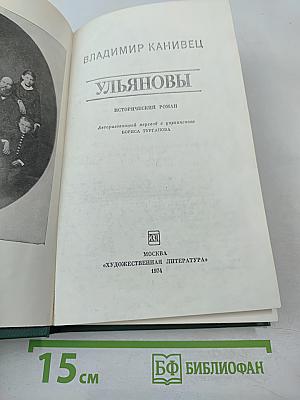 ВЛАДИМИР КАНИВЕЦ
УЛЬЯНОВЫ
ИСТОРИЧЕСКИЙ РОМАН
Авторизованный перевод с украинского
БОРИСА ТУРГАНОВА
МОСКВА
«ХУДОЖЕСТВЕННАЯ ЛИТЕРАТУРА»
1974
15 см
БФ БИБЛИОФАН